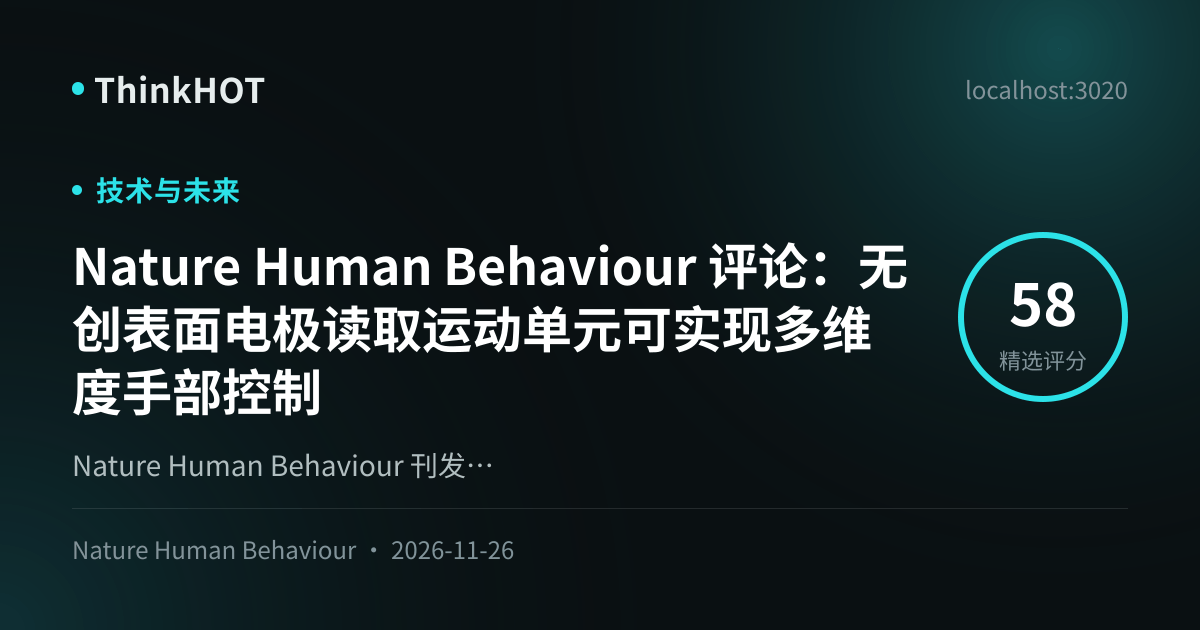 ThinkHOT
localhost:3020
技术与未来
Nature Human Behaviour 评论：无
创表面电极读取运动单元可实现多维
度手部控制
58
精选评分
Nature Human Behaviour 刊发…
Nature Human Behaviour • 2026-11-26